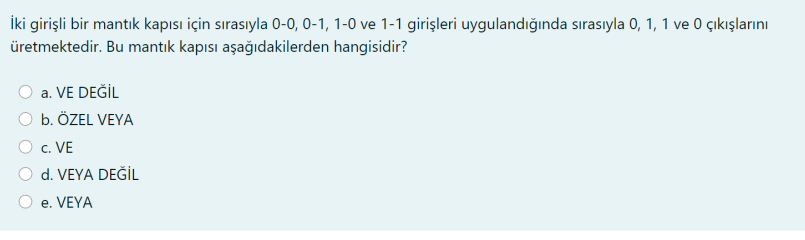 İki girişli bir mantık kapısı için sırasıyla 0-0, 0-1, 1-0 ve 1-1 girişleri uygulandığında sırasıyla 0, 1, 1 ve 0 çıkışlarını
üretmektedir. Bu mantık kapısı aşağıdakilerden hangisidir?
a. VE DEĞİL
b. ÖZEL VEYA
c. VE
d. VEYA DEĞİL
e. VEYA